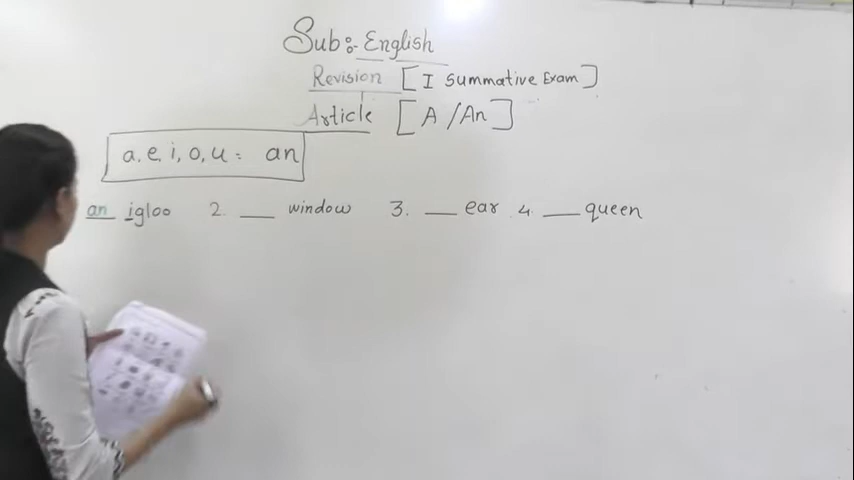 Sub:- English
Revision [I summative Exam]
Article [A/An]
a, e, i, o, u = an
an igloo 2. ___ window 3. ___ ear 4. ___ queen